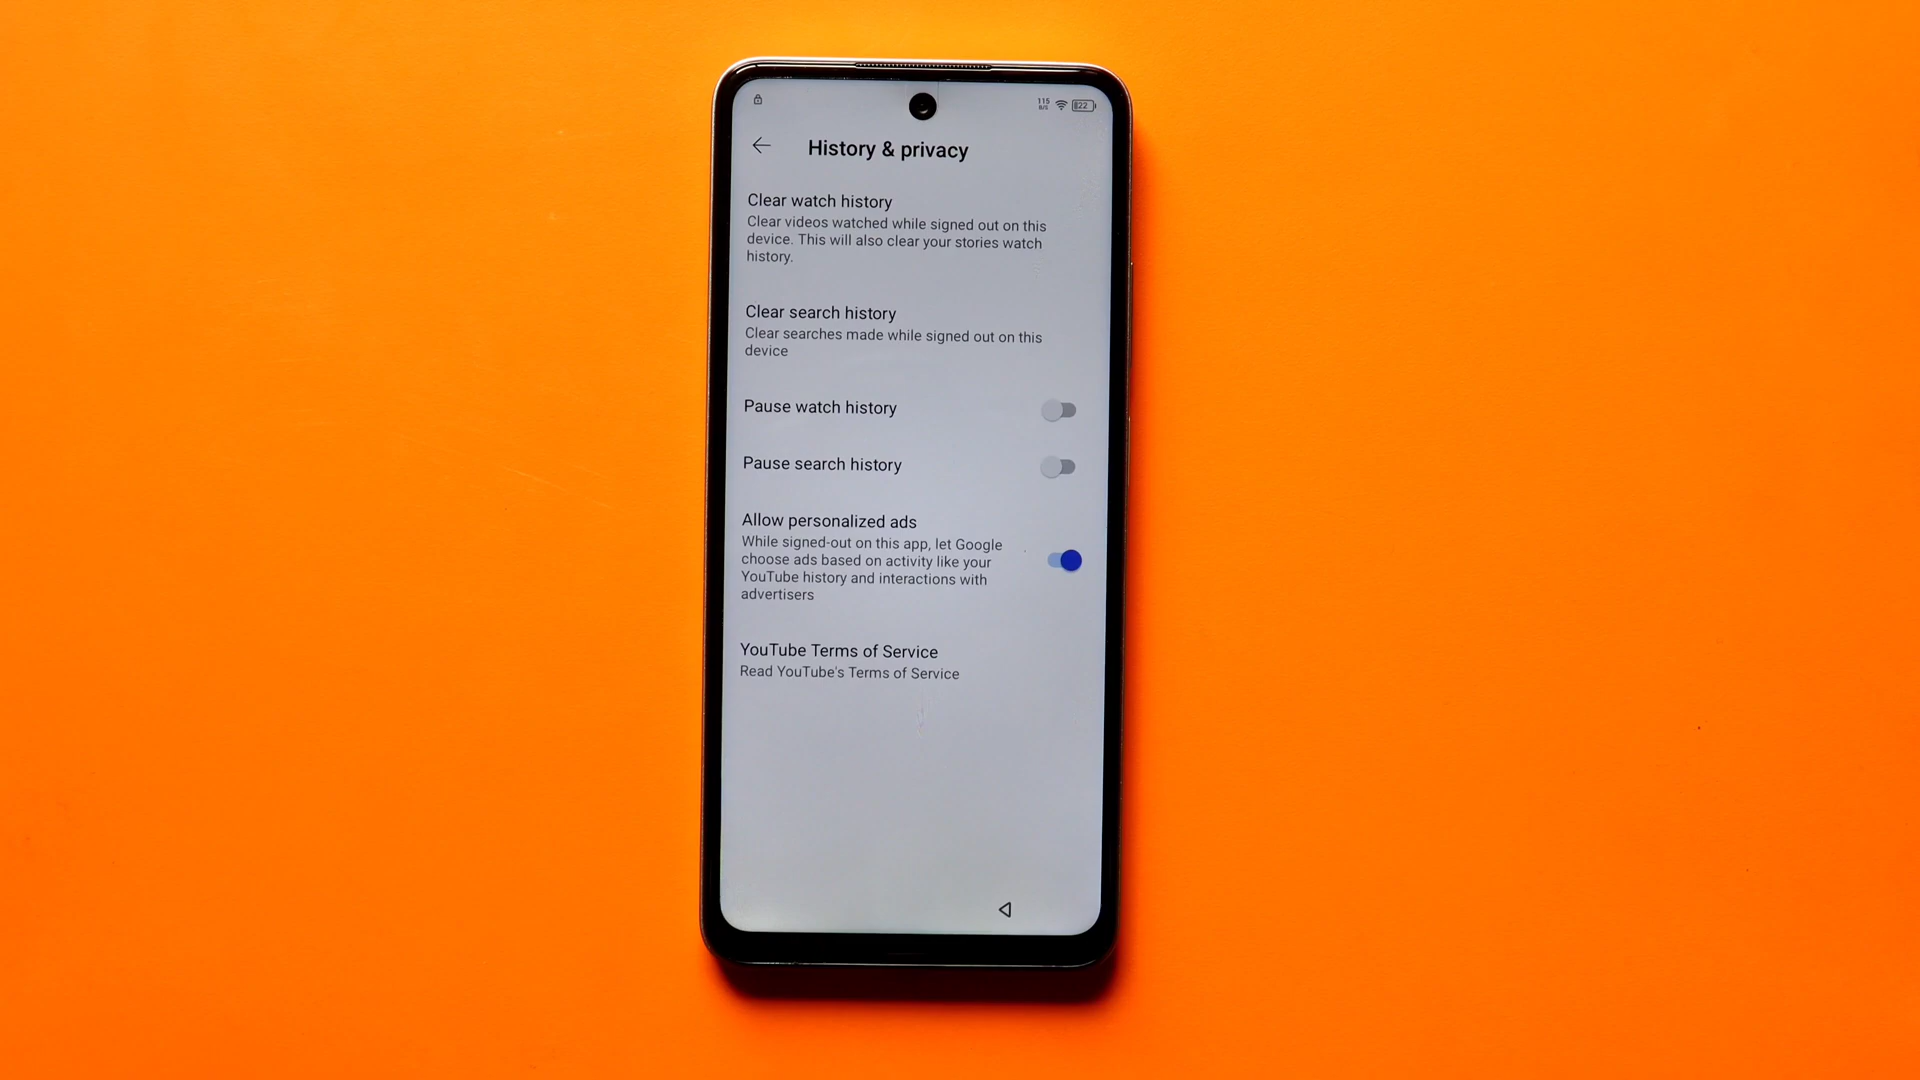 115
B/S
22
History & privacy
Clear watch history
Clear videos watched while signed out on this
device. This will also clear your stories watch
history.
Clear search history
Clear searches made while signed out on this
device
Pause watch history
Pause search history
Allow personalized ads
While signed-out on this app, let Google
choose ads based on activity like your
YouTube history and interactions with
advertisers
YouTube Terms of Service
Read YouTube's Terms of Service